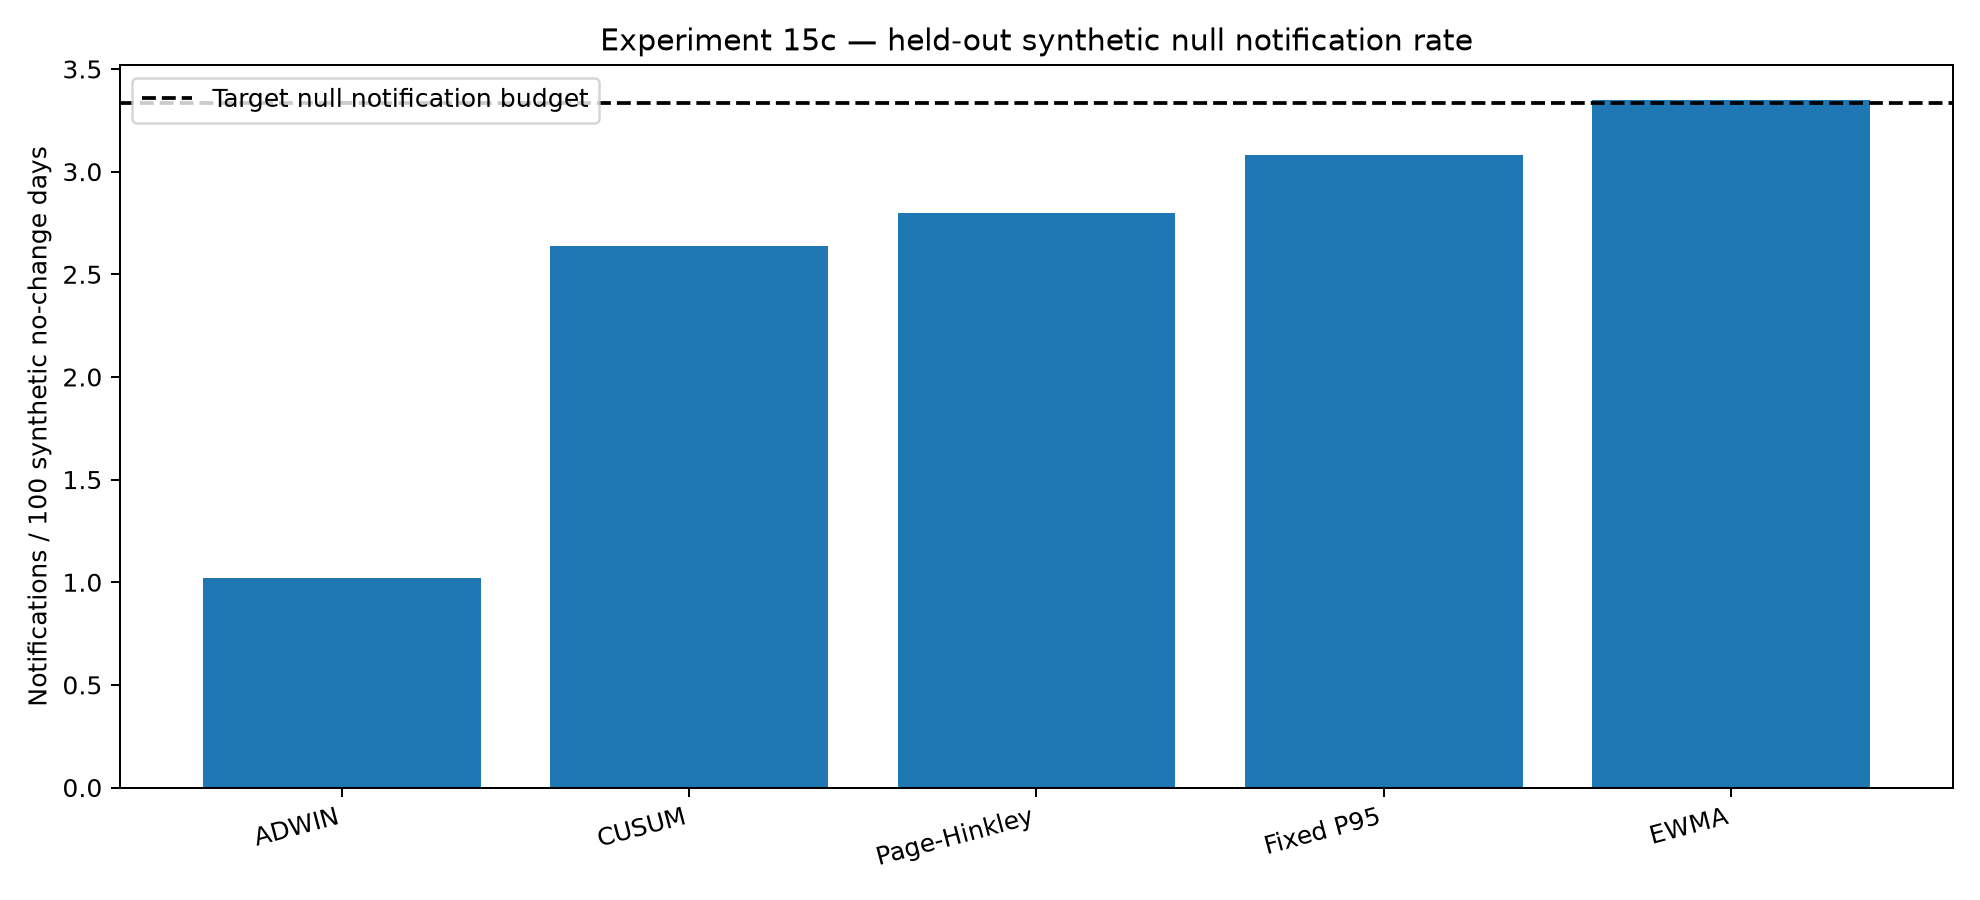 Experiment 15c — held-out synthetic null notification rate
Target null notification budget
Notifications / 100 synthetic no-change days
3.5
3.0
2.5
2.0
1.5
1.0
0.5
0.0
ADWIN
CUSUM
Page-Hinkley
Fixed P95
EWMA